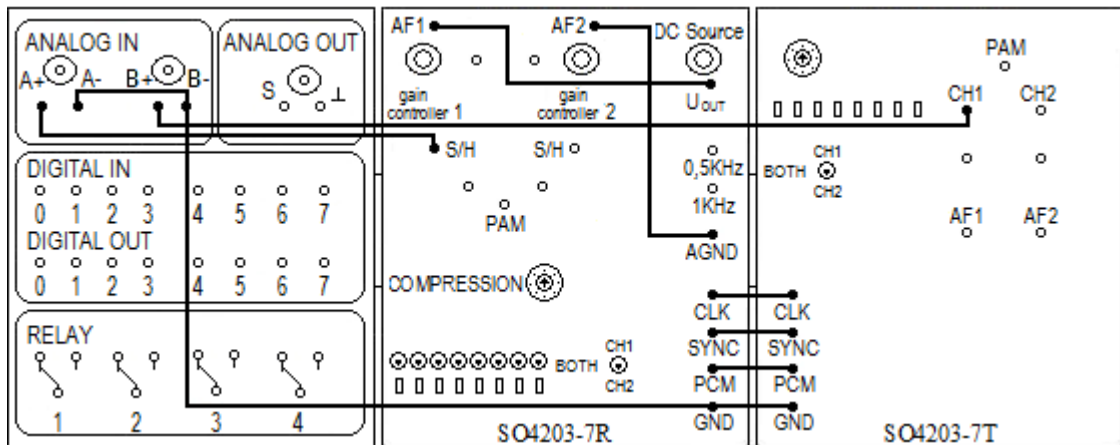 ANALOG IN
A+ A- B+ B-
ANALOG OUT
S ⊥
DIGITAL IN
0 1 2 3 4 5 6 7
DIGITAL OUT
0 1 2 3 4 5 6 7
RELAY
1 2 3 4
AF1 AF2 DC Source
gain
controller 1
gain
controller 2
UOUT
S/H S/H
0,5KHz
1KHz
PAM
AGND
COMPRESSION
CLK
SYNC
PCM
GND
BOTH
CH1
CH2
SO4203-7R
PAM
CH1 CH2
BOTH
CH1
CH2
AF1 AF2
CLK
SYNC
PCM
GND
SO4203-7T